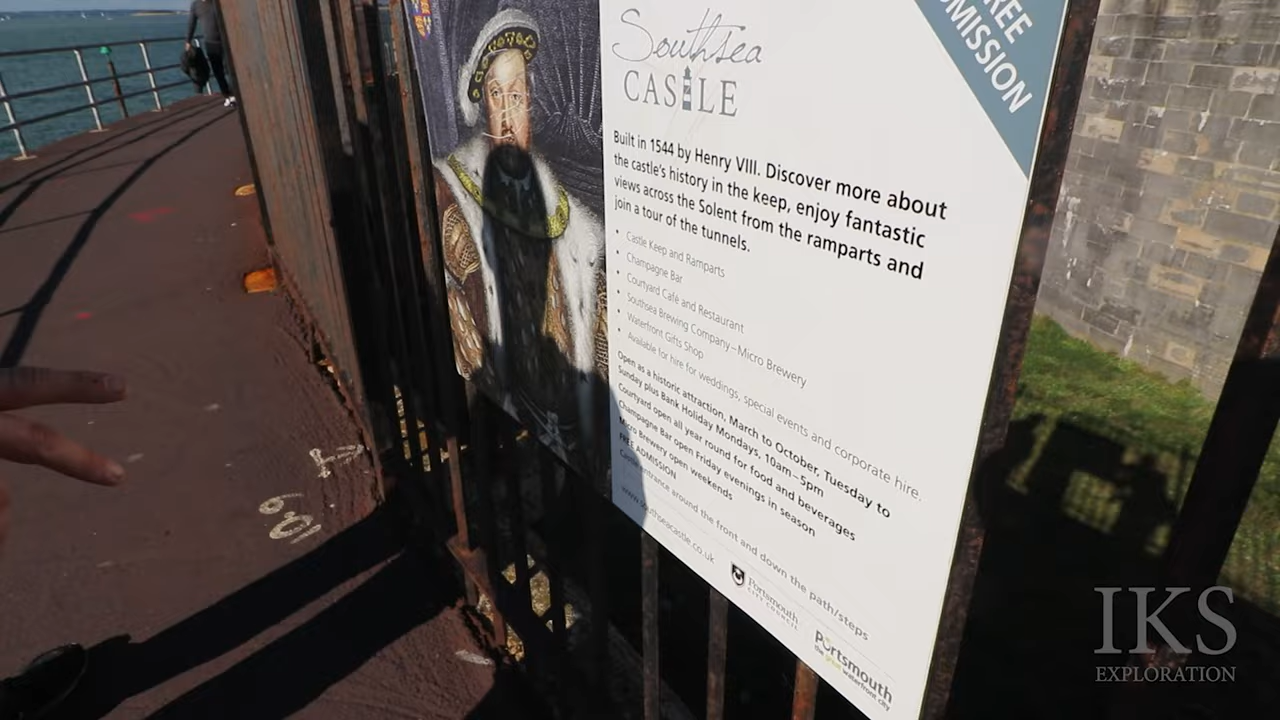 FREE
ADMISSION
Southsea
CASTLE
Built in 1544 by Henry VIII. Discover more about
the castle's history in the keep, enjoy fantastic
views across the Solent from the ramparts and
join a tour of the tunnels.
• Castle Keep and Ramparts
• Champagne Bar
• Courtyard Café and Restaurant
• Southsea Brewing Company–Micro Brewery
• Waterfront Gifts Shop
• Available for hire for weddings, special events and corporate hire.
Open as a historic attraction, March to October, Tuesday to
Sunday plus Bank Holiday Mondays, 10am–5pm
Courtyard open all year round for food and beverages
Champagne Bar open Friday evenings in season
Micro Brewery open weekends
FREE ADMISSION
Castle entrance around the front and down the path/steps
www.southseacastle.co.uk
Portsmouth
CITY COUNCIL
Portsmouth
the great waterfront city
IKS
EXPLORATION